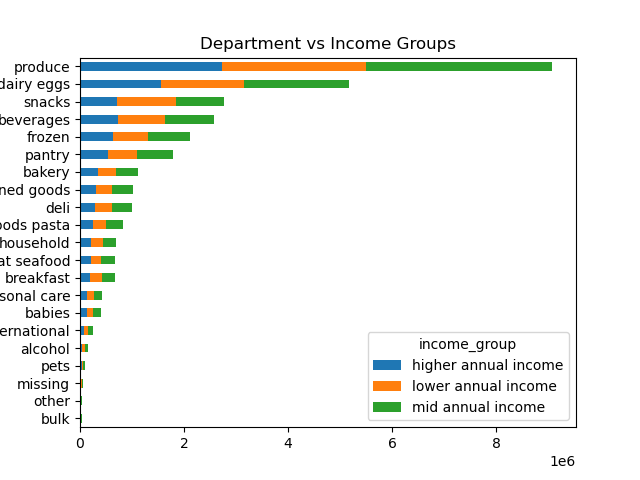 Department vs Income Groups
produce
dairy eggs
snacks
beverages
frozen
pantry
bakery
ned goods
deli
oods pasta
household
at seafood
breakfast
sonal care
babies
ernational
alcohol
pets
missing
other
bulk
income_group
higher annual income
lower annual income
mid annual income
0 2 4 6 8
1e6